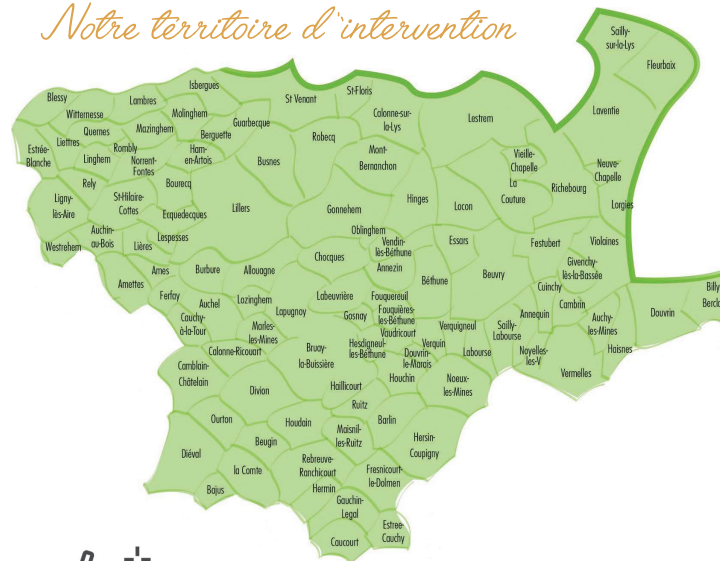 Notre territoire d'intervention
Sailly-
sur-la-Lys
Fleurbaix
Isbergues
St-Floris
Blessy
Lambres
St Venant
Witternesse
Molinghem
Calonne-sur-
la-Lys
Laventie
Guarbecque
Lestrem
Quernes
Mazinghem
Berguette
Robecq
Liettres
Rombly
Ham-
en-Artois
Mont-
Bernanchon
Estrée-
Blanche
Linghem
Norrent-
Fontes
Busnes
Vieille-
Chapelle
Neuve-
Chapelle
Rely
Bourecq
La
Couture
Richebourg
Ligny-
lès-Aire
St-Hilaire-
Cottes
Hinges
Locon
Lorgies
Ecquedecques
Lillers
Gonnehem
Auchin-
au-Bois
Oblinghem
Lespesses
Vendin-
lès-Béthune
Essars
Festubert
Violaines
Westrehem
Lières
Chocques
Annezin
Givenchy-
lès-la-Bassée
Ames
Burbure
Allouagne
Béthune
Beuvry
Amettes
Cuinchy
Billy
Berclau
Ferfay
Auchel
Lozinghem
Labeuvrière
Fouquereuil
Cambrin
Lapugnoy
Gosnay
Fouquières-
les-Béthune
Annequin
Auchy-
les-Mines
Douvrin
Cauchy-
à-la-Tour
Marles-
les-Mines
Vaudricourt
Verquigneul
Sailly-
Labourse
Calonne-Ricouart
Bruay-
la-Buissière
Hesdigneul-
les-Béthune
Verquin
Douvrin-
le-Marais
Labourse
Noyelles-
les-V
Haisnes
Camblain-
Châtelain
Vermelles
Divion
Haillicourt
Houchin
Noeux-
les-Mines
Ruitz
Ourton
Houdain
Barlin
Maisnil-
les-Ruitz
Beugin
Hersin-
Coupigny
Diéval
la Comte
Rebreuve-
Ranchicourt
Fresnicourt-
le-Dolmen
Bajus
Hermin
Gauchin-
Legal
Estree-
Cauchy
Caucourt